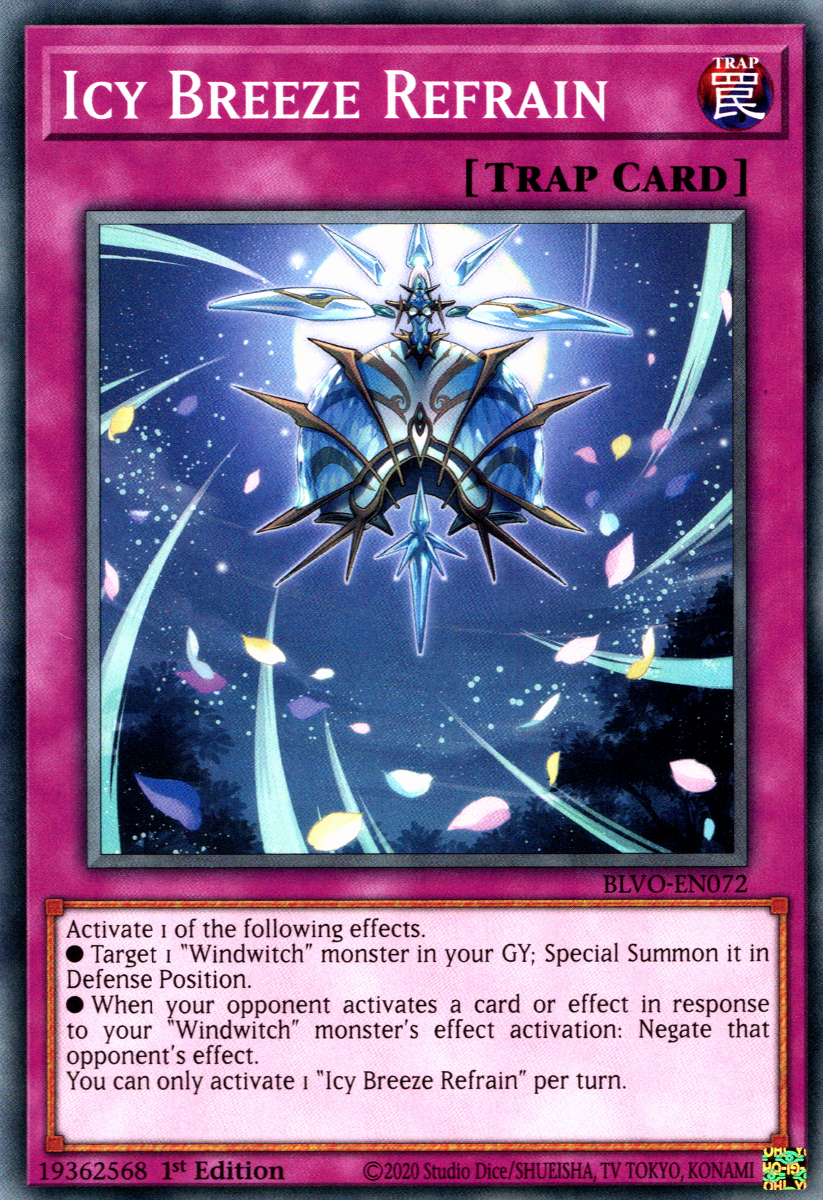 ICY BREEZE REFRAIN
TRAP
罠
[TRAP CARD]
BLVO-EN072
Activate 1 of the following effects.
● Target 1 "Windwitch" monster in your GY; Special Summon it in
Defense Position.
● When your opponent activates a card or effect in response
to your "Windwitch" monster's effect activation: Negate that
opponent's effect.
You can only activate 1 "Icy Breeze Refrain" per turn.
19362568 1st Edition ©2020 Studio Dice/SHUEISHA, TV TOKYO, KONAMI